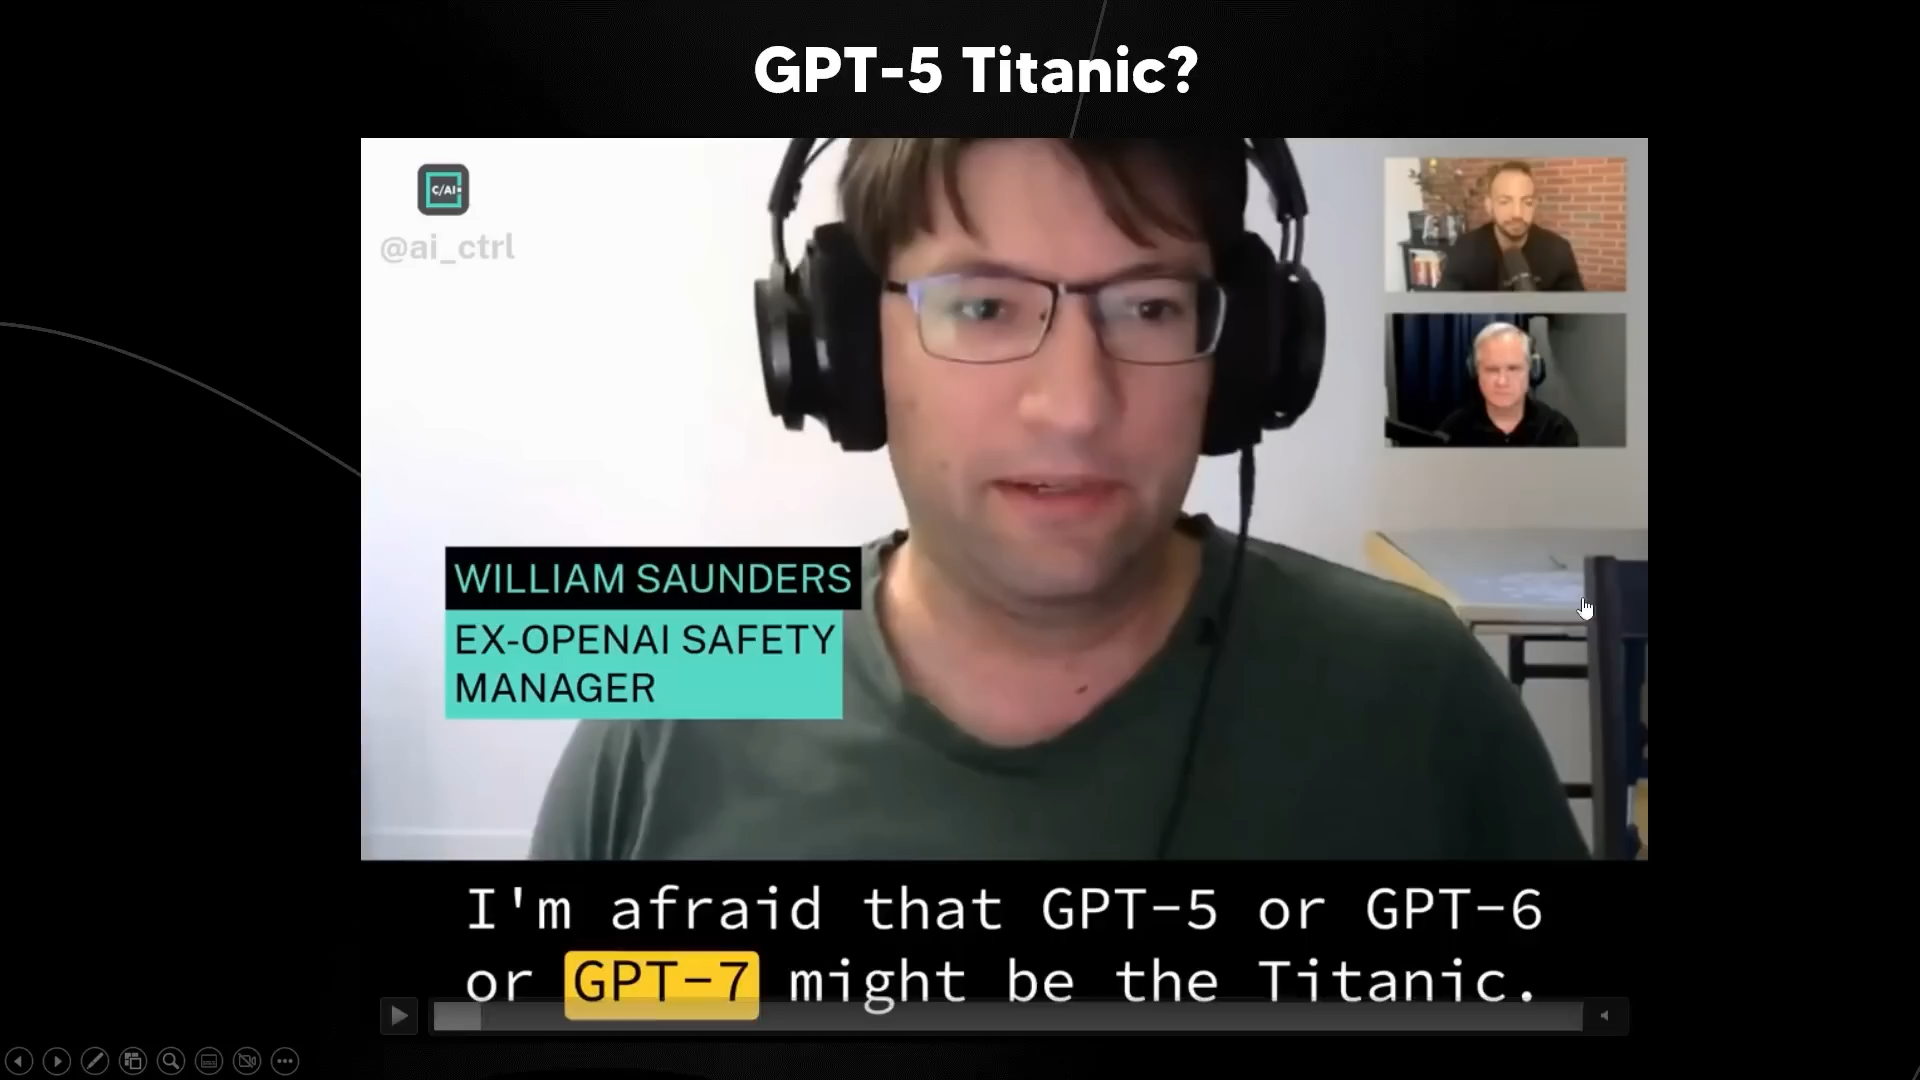 GPT-5 Titanic?
C/AI
@ai_ctrl
WILLIAM SAUNDERS
EX-OPENAI SAFETY
MANAGER
I'm afraid that GPT-5 or GPT-6
or GPT-7 might be the Titanic.